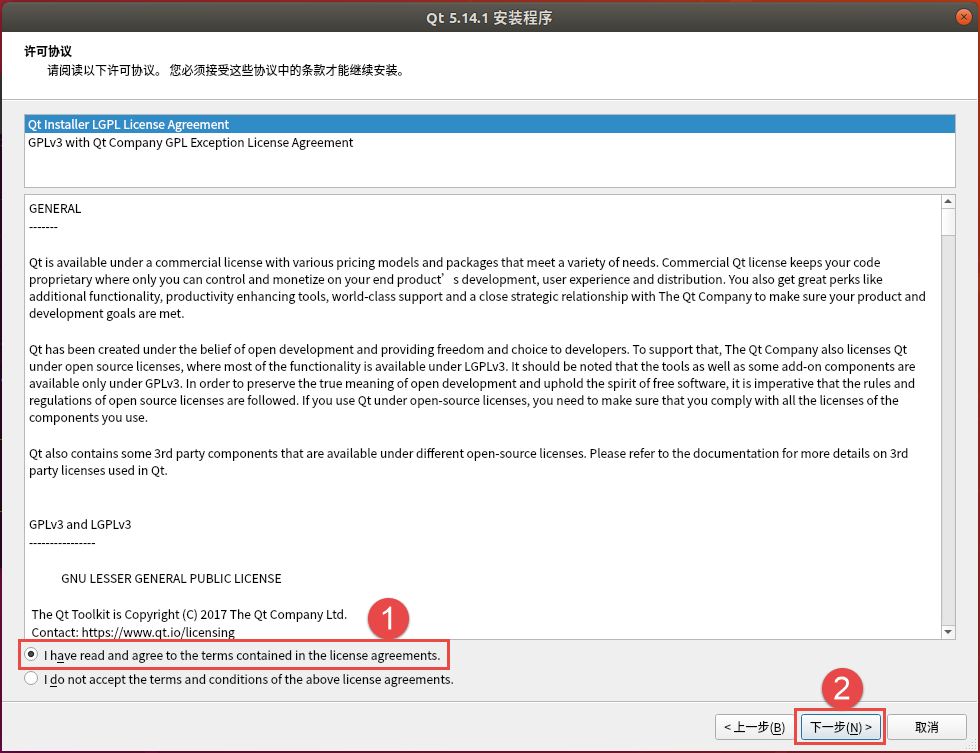 Qt 5.14.1 安装程序
许可协议
请阅读以下许可协议。 您必须接受这些协议中的条款才能继续安装。
Qt Installer LGPL License Agreement
GPLv3 with Qt Company GPL Exception License Agreement
GENERAL
-------
Qt is available under a commercial license with various pricing models and packages that meet a variety of needs. Commercial Qt license keeps your code
proprietary where only you can control and monetize on your end product’s development, user experience and distribution. You also get great perks like
additional functionality, productivity enhancing tools, world-class support and a close strategic relationship with The Qt Company to make sure your product and
development goals are met.
Qt has been created under the belief of open development and providing freedom and choice to developers. To support that, The Qt Company also licenses Qt
under open source licenses, where most of the functionality is available under LGPLv3. It should be noted that the tools as well as some add-on components are
available only under GPLv3. In order to preserve the true meaning of open development and uphold the spirit of free software, it is imperative that the rules and
regulations of open source licenses are followed. If you use Qt under open-source licenses, you need to make sure that you comply with all the licenses of the
components you use.
Qt also contains some 3rd party components that are available under different open-source licenses. Please refer to the documentation for more details on 3rd
party licenses used in Qt.
GPLv3 and LGPLv3
----------------
GNU LESSER GENERAL PUBLIC LICENSE
The Qt Toolkit is Copyright (C) 2017 The Qt Company Ltd.
Contact: https://www.qt.io/licensing
1
I have read and agree to the terms contained in the license agreements.
I do not accept the terms and conditions of the above license agreements.
2
< 上一步(B) 下一步(N) > 取消